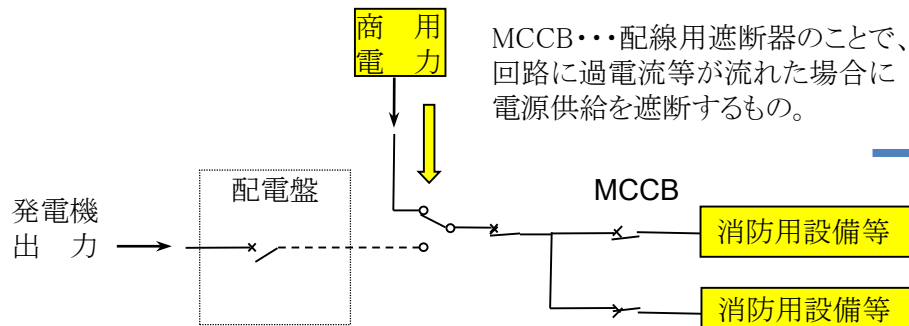 商　用
電　力
MCCB・・・配線用遮断器のことで、
回路に過電流等が流れた場合に
電源供給を遮断するもの。
配電盤
MCCB
発電機
出　力
消防用設備等
消防用設備等